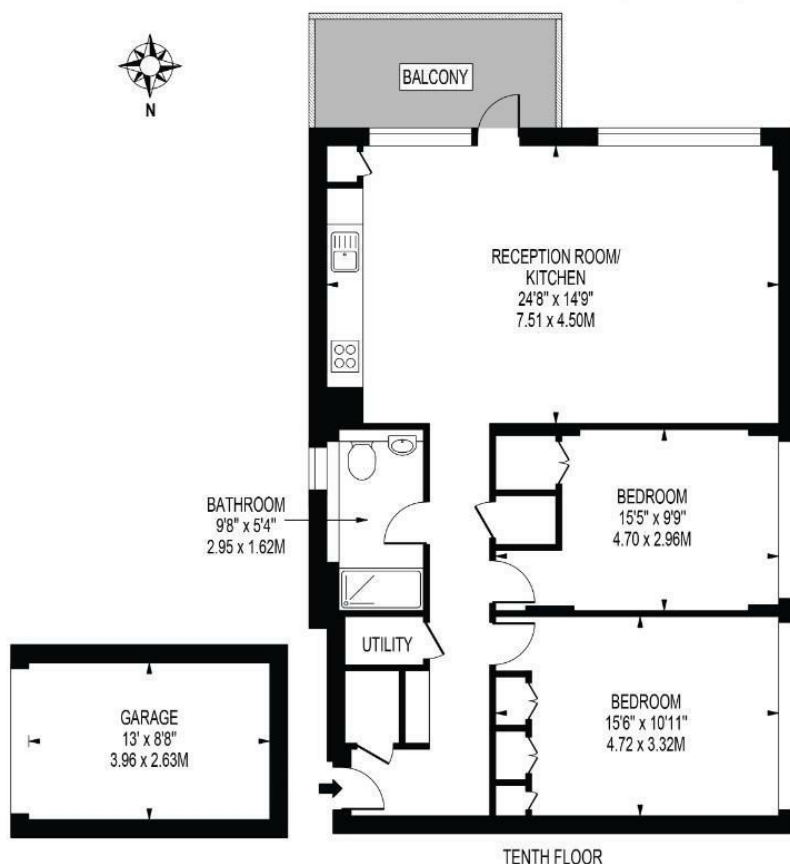 BALCONY
N
RECEPTION ROOM/
KITCHEN
24'8" x 14'9"
7.51 x 4.50M
BATHROOM
9'8" x 5'4"
2.95 x 1.62M
BEDROOM
15'5" x 9'9"
4.70 x 2.96M
UTILITY
GARAGE
13' x 8'8"
3.96 x 2.63M
BEDROOM
15'6" x 10'11"
4.72 x 3.32M
TENTH FLOOR